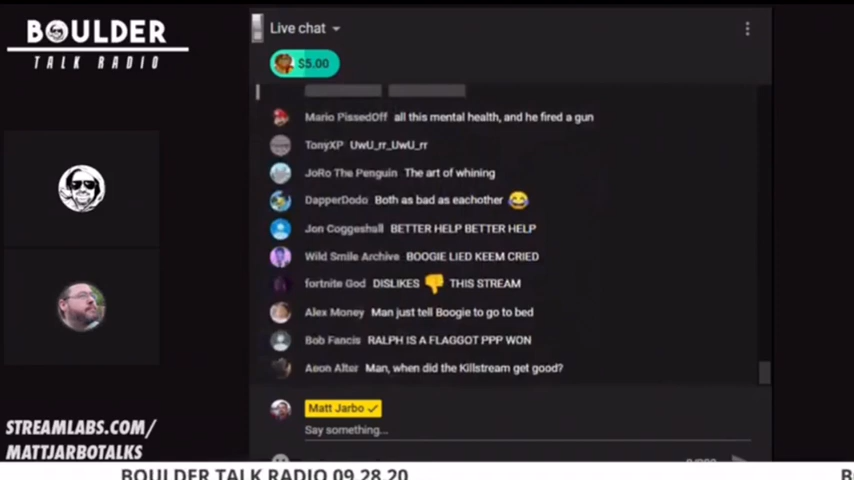 BOULDER
TALK RADIO
Live chat
$5.00
Mario PissedOff all this mental health, and he fired a gun
TonyXP UwU_rr_UwU_rr
JoRo The Penguin The art of whining
DapperDodo Both as bad as eachother 😂
Jon Coggeshall BETTER HELP BETTER HELP
Wild Smile Archive BOOGIE LIED KEEM CRIED
fortnite God DISLIKES 👎 THIS STREAM
Alex Money Man just tell Boogie to go to bed
Bob Fancis RALPH IS A FLAGGOT PPP WON
Aeon Alter Man, when did the Killstream get good?
Matt Jarbo ✓
Say something...
STREAMLABS.COM/
MATTJARBOTALKS
BOULDER TALK RADIO 09.28.20